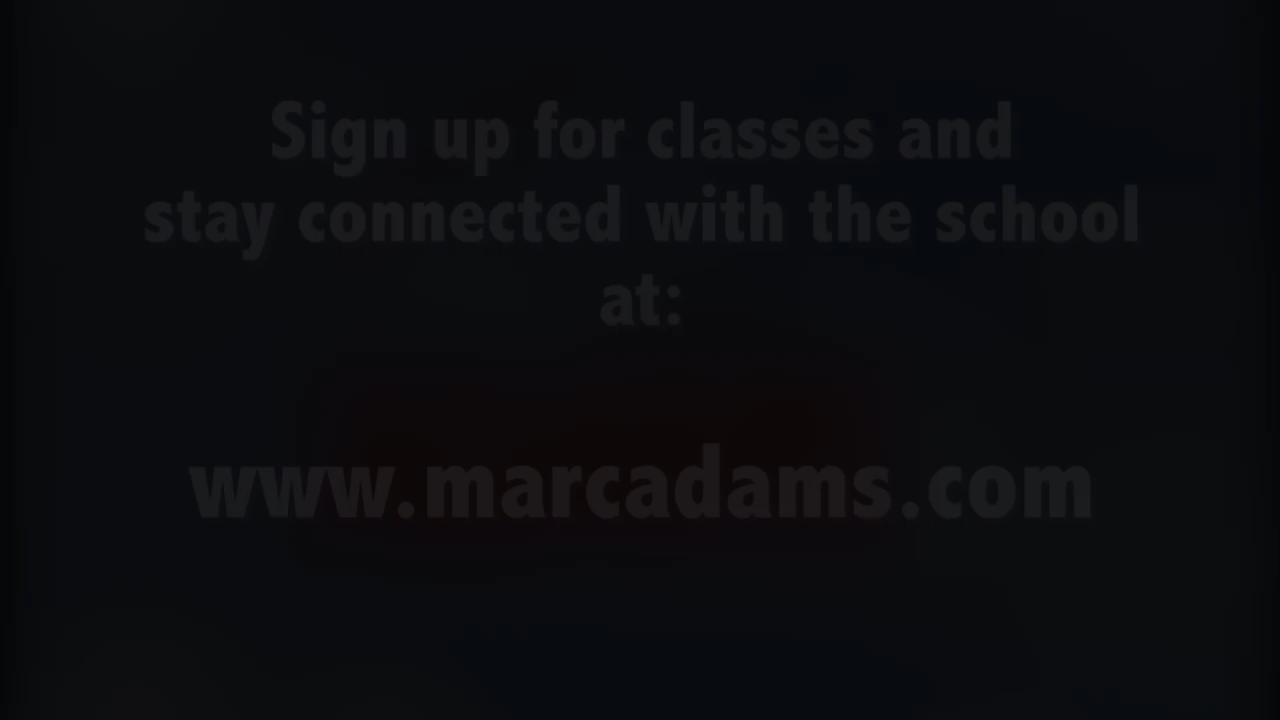 Sign up for classes and
stay connected with the school
at:
www.marcadams.com